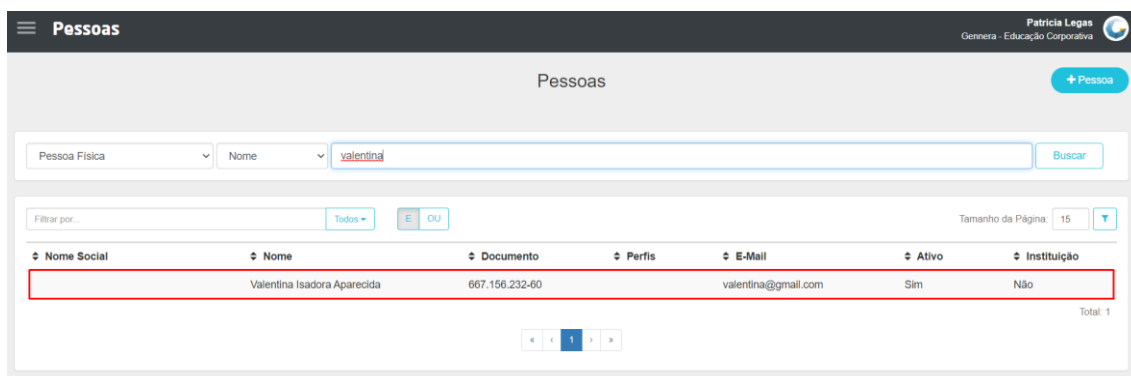 Pessoas
Patricia Legas
Gennera - Educação Corporativa
Pessoas
+ Pessoa
Pessoa Física Nome valentina Buscar
Filtrar por... Todos E OU Tamanho da Página: 15
Nome Social Nome Documento Perfis E-Mail Ativo Instituição
Valentina Isadora Aparecida 667.156.232-60 valentina@gmail.com Sim Não
Total: 1
« ‹ 1 › »